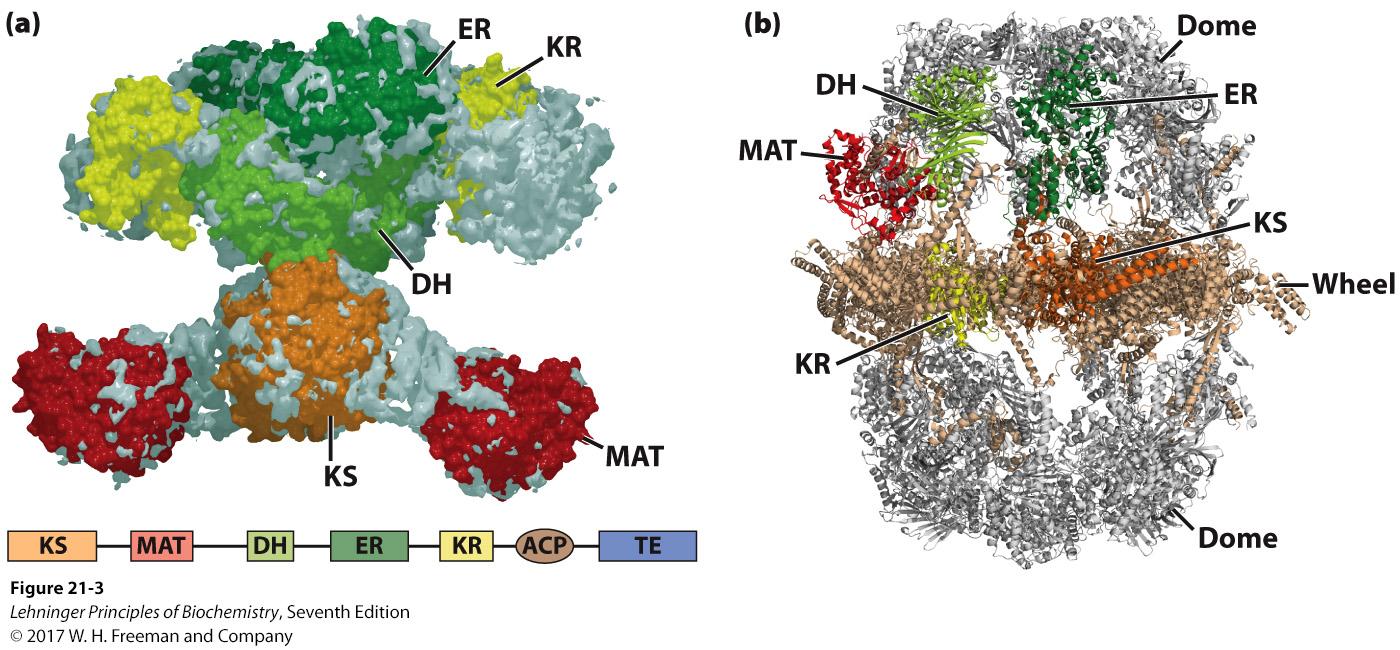 (a)
ER
KR
DH
KS
MAT
KS MAT DH ER KR ACP TE
Figure 21-3
Lehninger Principles of Biochemistry, Seventh Edition
© 2017 W. H. Freeman and Company
(b)
Dome
DH
ER
MAT
KS
Wheel
KR
Dome